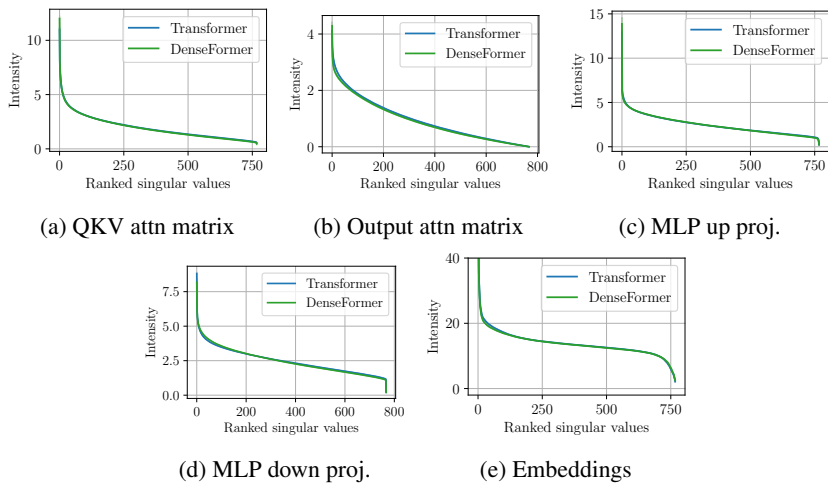 Intensity
10
5
0
0
250
500
750
Ranked singular values
Transformer
DenseFormer
(a) QKV attn matrix
Intensity
4
2
0
0
200
400
600
800
Ranked singular values
Transformer
DenseFormer
(b) Output attn matrix
Intensity
15
10
5
0
0
250
500
750
Ranked singular values
Transformer
DenseFormer
(c) MLP up proj.
Intensity
7.5
5.0
2.5
0.0
0
200
400
600
800
Ranked singular values
Transformer
DenseFormer
(d) MLP down proj.
Intensity
40
20
0
0
250
500
750
Ranked singular values
Transformer
DenseFormer
(e) Embeddings